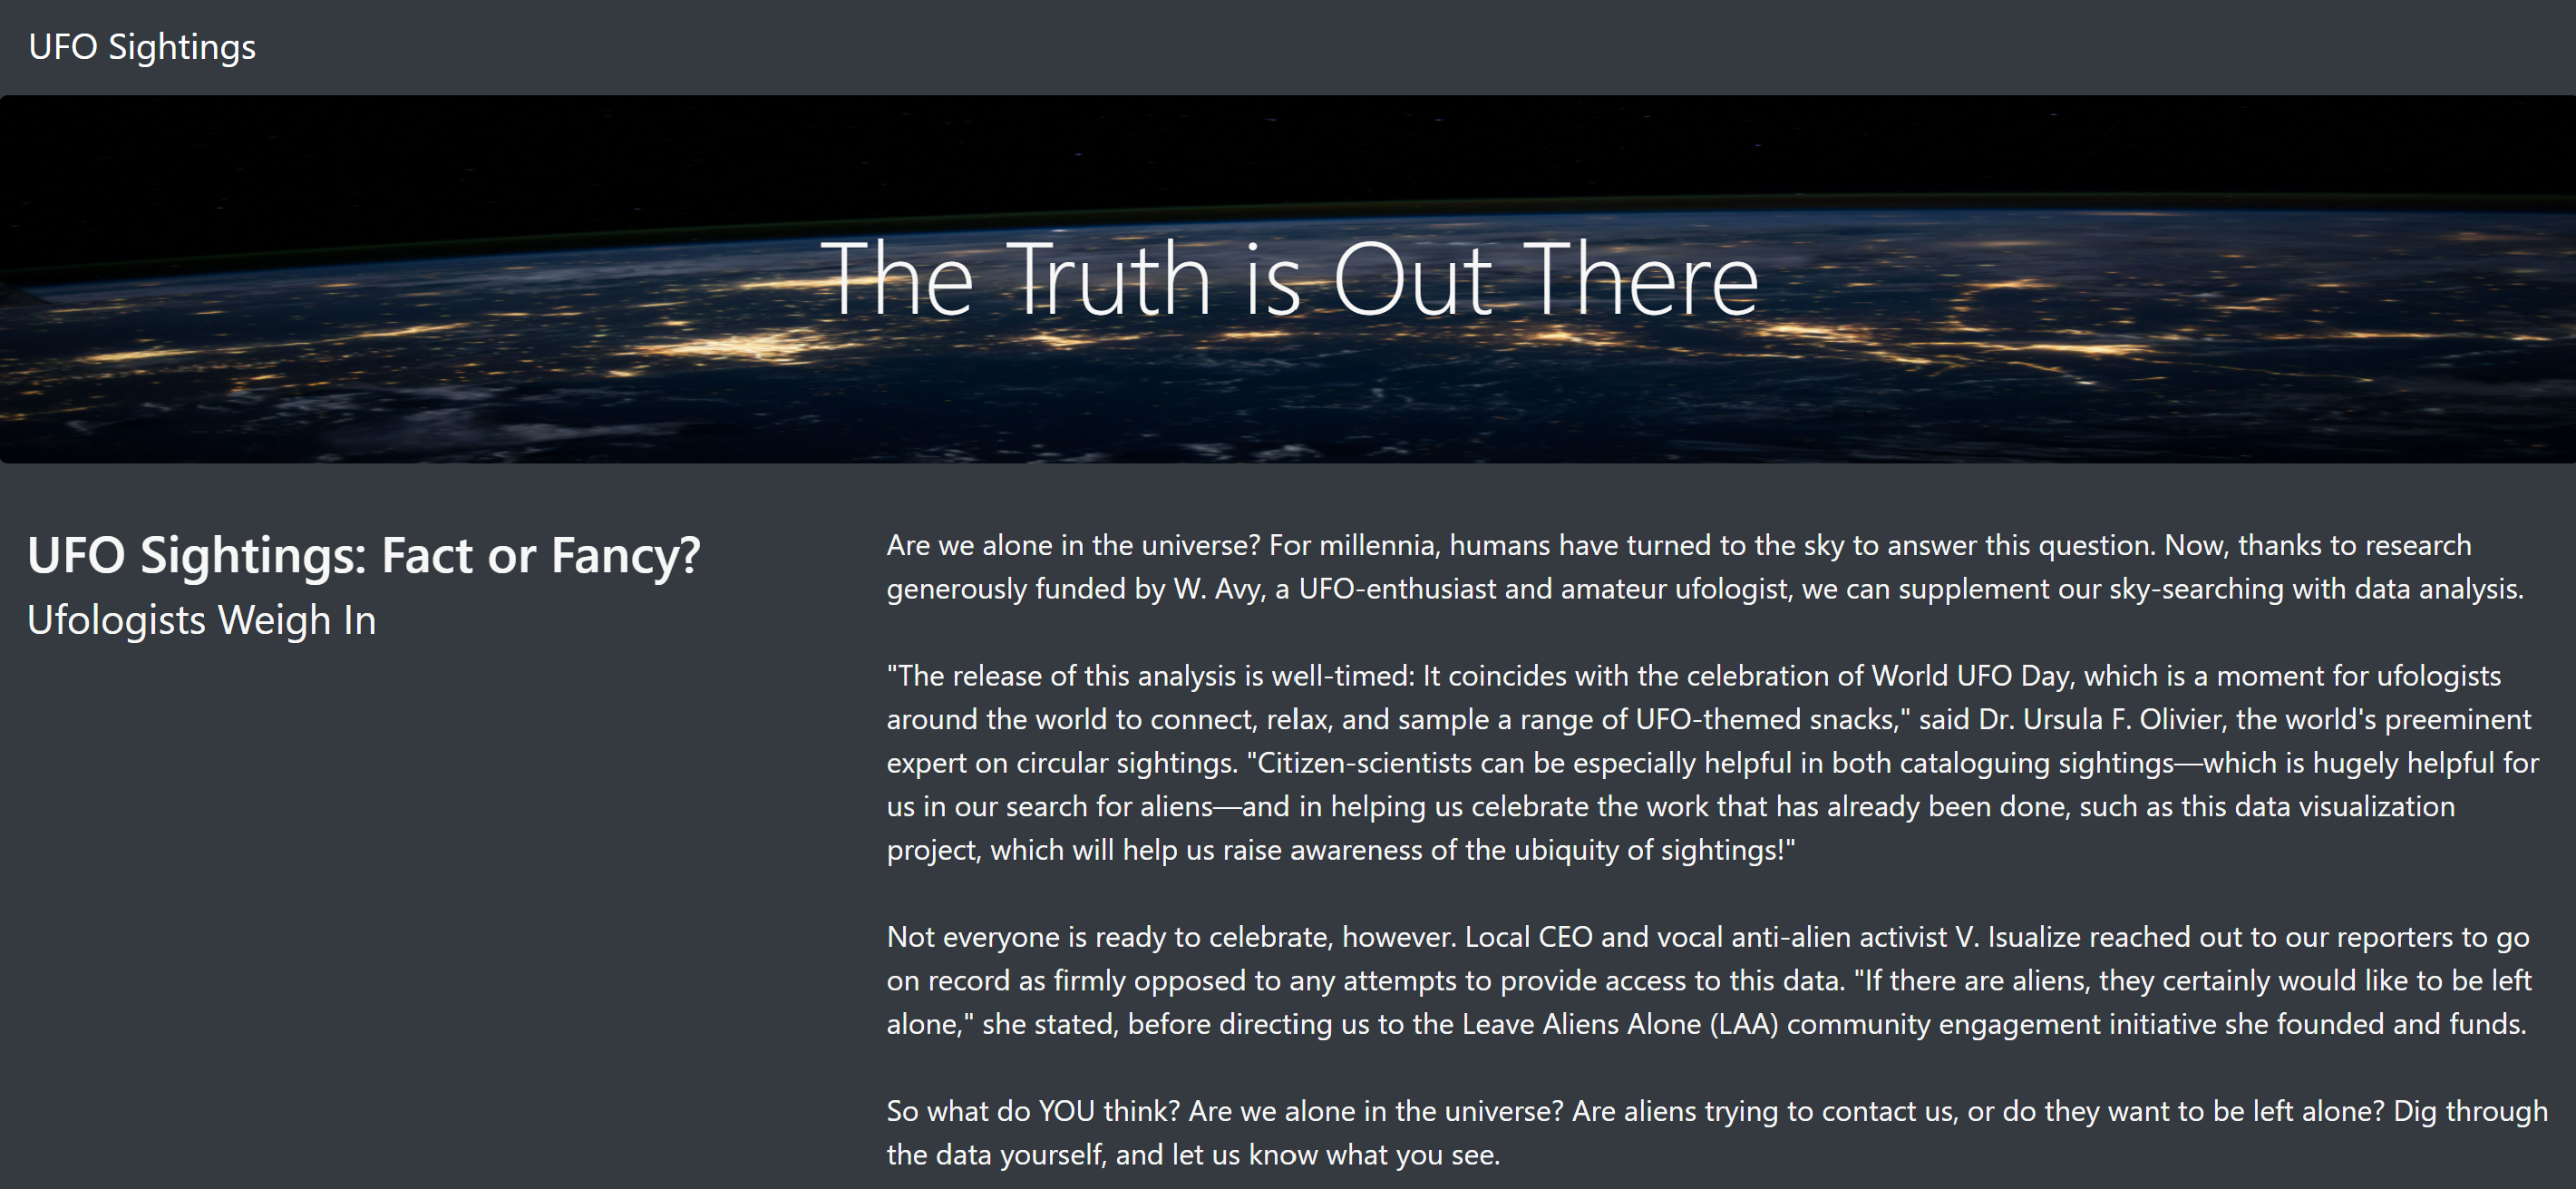 UFO Sightings
The Truth is Out There
UFO Sightings: Fact or Fancy?
Ufologists Weigh In
Are we alone in the universe? For millennia, humans have turned to the sky to answer this question. Now, thanks to research
generously funded by W. Avy, a UFO-enthusiast and amateur ufologist, we can supplement our sky-searching with data analysis.
"The release of this analysis is well-timed: It coincides with the celebration of World UFO Day, which is a moment for ufologists
around the world to connect, relax, and sample a range of UFO-themed snacks," said Dr. Ursula F. Olivier, the world's preeminent
expert on circular sightings. "Citizen-scientists can be especially helpful in both cataloguing sightings—which is hugely helpful for
us in our search for aliens—and in helping us celebrate the work that has already been done, such as this data visualization
project, which will help us raise awareness of the ubiquity of sightings!"
Not everyone is ready to celebrate, however. Local CEO and vocal anti-alien activist V. Isualize reached out to our reporters to go
on record as firmly opposed to any attempts to provide access to this data. "If there are aliens, they certainly would like to be left
alone," she stated, before directing us to the Leave Aliens Alone (LAA) community engagement initiative she founded and funds.
So what do YOU think? Are we alone in the universe? Are aliens trying to contact us, or do they want to be left alone? Dig through
the data yourself, and let us know what you see.